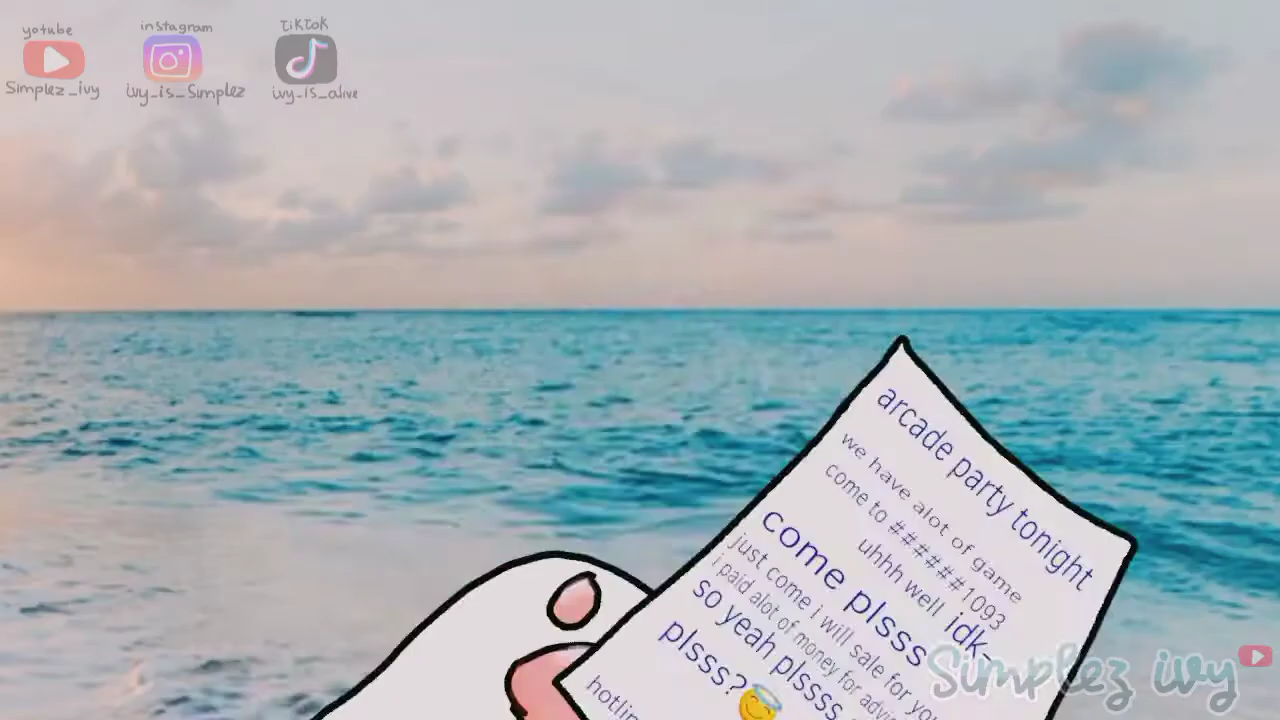 yotube
instagram
TikTok
Simplez_ivy
ivy_is_Simplez
ivy_is_alive
arcade party tonight
we have alot of game
come to ######1093
uhhh well idk,
come plsss
just come i will sale for you
i paid alot of money for
so yeah plssss
plsss?😇
Simplez ivy